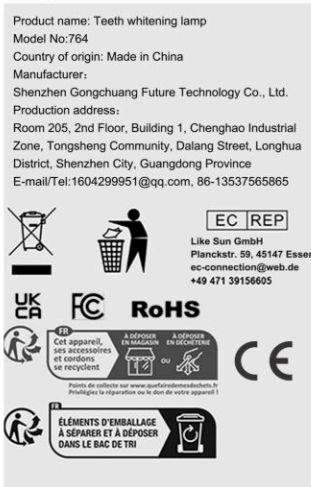 Product name: Teeth whitening lamp
Model No:764
Country of origin: Made in China
Manufacturer：
Shenzhen Gongchuang Future Technology Co., Ltd.
Production address：
Room 205, 2nd Floor, Building 1, Chenghao Industrial
Zone, Tongsheng Community, Dalang Street, Longhua
District, Shenzhen City, Guangdong Province
E-mail/Tel:1604299951@qq.com, 86-13537565865
EC REP
Like Sun GmbH
Planckstr. 59, 45147 Essen
ec-connection@web.de
+49 471 39156605
UK
CA
FC
RoHS
CE
FR
Cet appareil,
ses accessoires
et cordons
se recyclent
À DÉPOSER
EN MAGASIN
OU
À DÉPOSER
EN DÉCHÈTERIE
Points de collecte sur www.quefairedemesdechets.fr
Privilégiez la réparation ou le don de votre appareil !
FR
ÉLÉMENTS D'EMBALLAGE
À SÉPARER ET À DÉPOSER
DANS LE BAC DE TRI